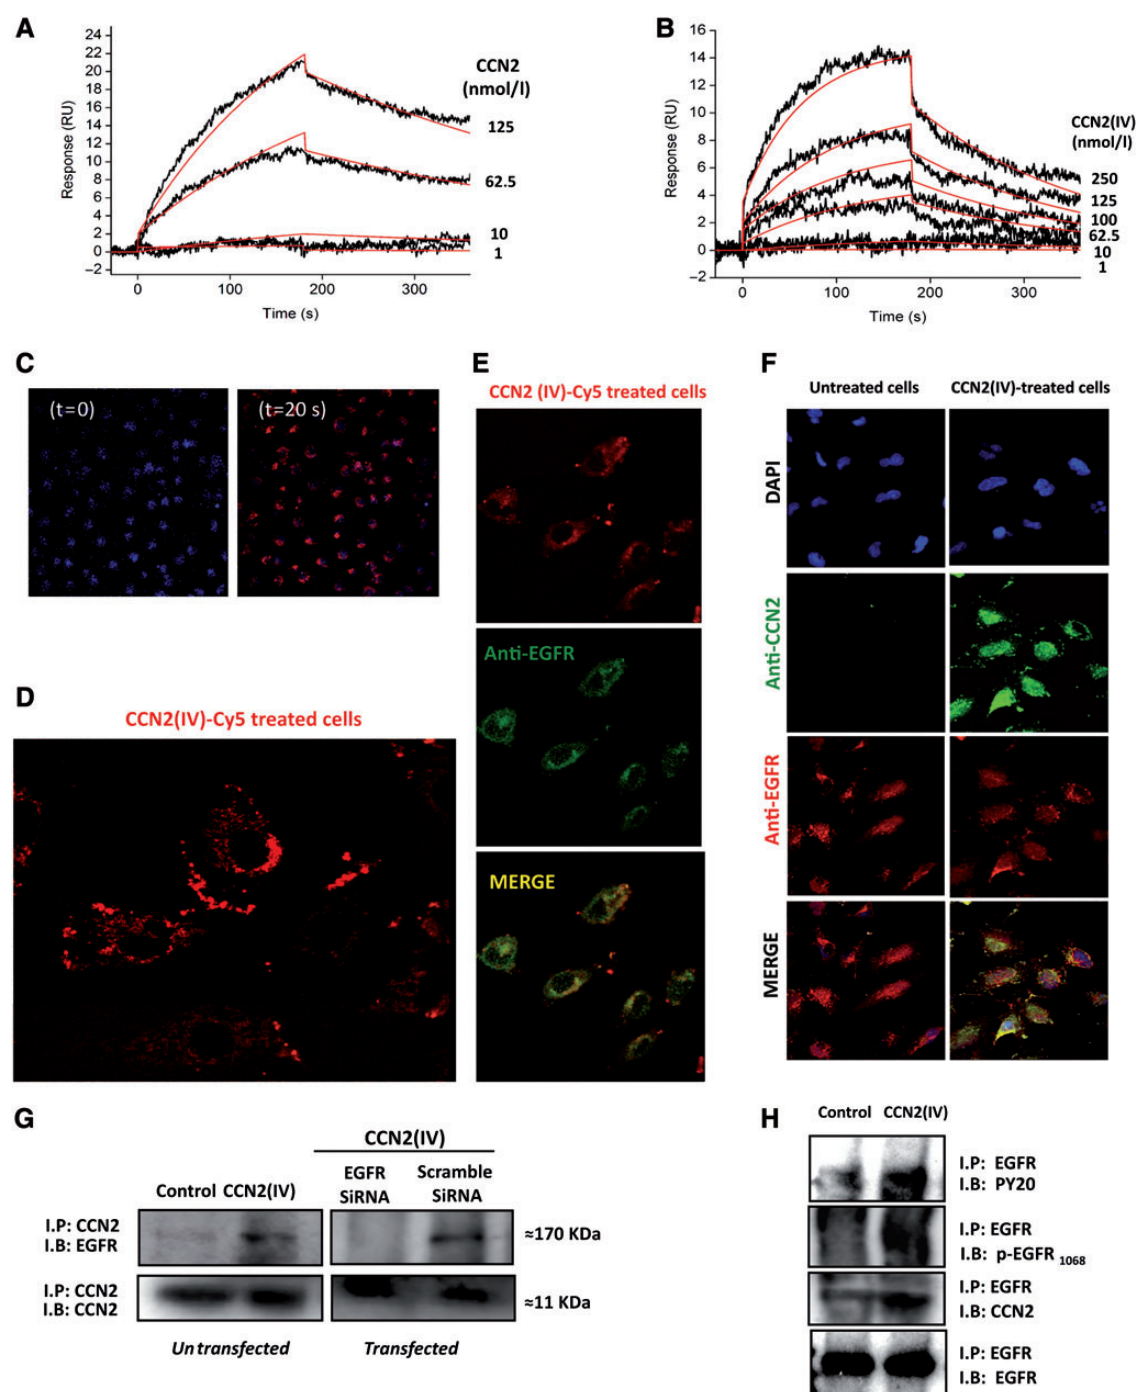 A
Response (RU)
24
22
20
18
16
14
12
10
8
6
4
2
0
−2
0
100
200
300
Time (s)
CCN2
(nmol/l)
125
62.5
10
1
B
Response (RU)
16
14
12
10
8
6
4
2
0
−2
0
100
200
300
Time (s)
CCN2(IV)
(nmol/l)
250
125
100
62.5
10
1
C
(t=0)
(t=20 s)
D
CCN2(IV)-Cy5 treated cells
E
CCN2 (IV)-Cy5 treated cells
Anti-EGFR
MERGE
F
Untreated cells
CCN2(IV)-treated cells
DAPI
Anti-CCN2
Anti-EGFR
MERGE
G
CCN2(IV)
Control CCN2(IV)
EGFR
SiRNA
Scramble
SiRNA
I.P: CCN2
I.B: EGFR
≈170 KDa
I.P: CCN2
I.B: CCN2
≈11 KDa
Un transfected
Transfected
H
Control CCN2(IV)
I.P: EGFR
I.B: PY20
I.P: EGFR
I.B: p-EGFR 1068
I.P: EGFR
I.B: CCN2
I.P: EGFR
I.B: EGFR